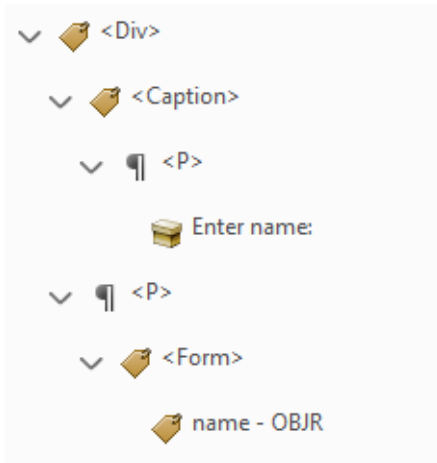 <Div>
<Caption>
<P>
Enter name:
<P>
<Form>
name - OBJR